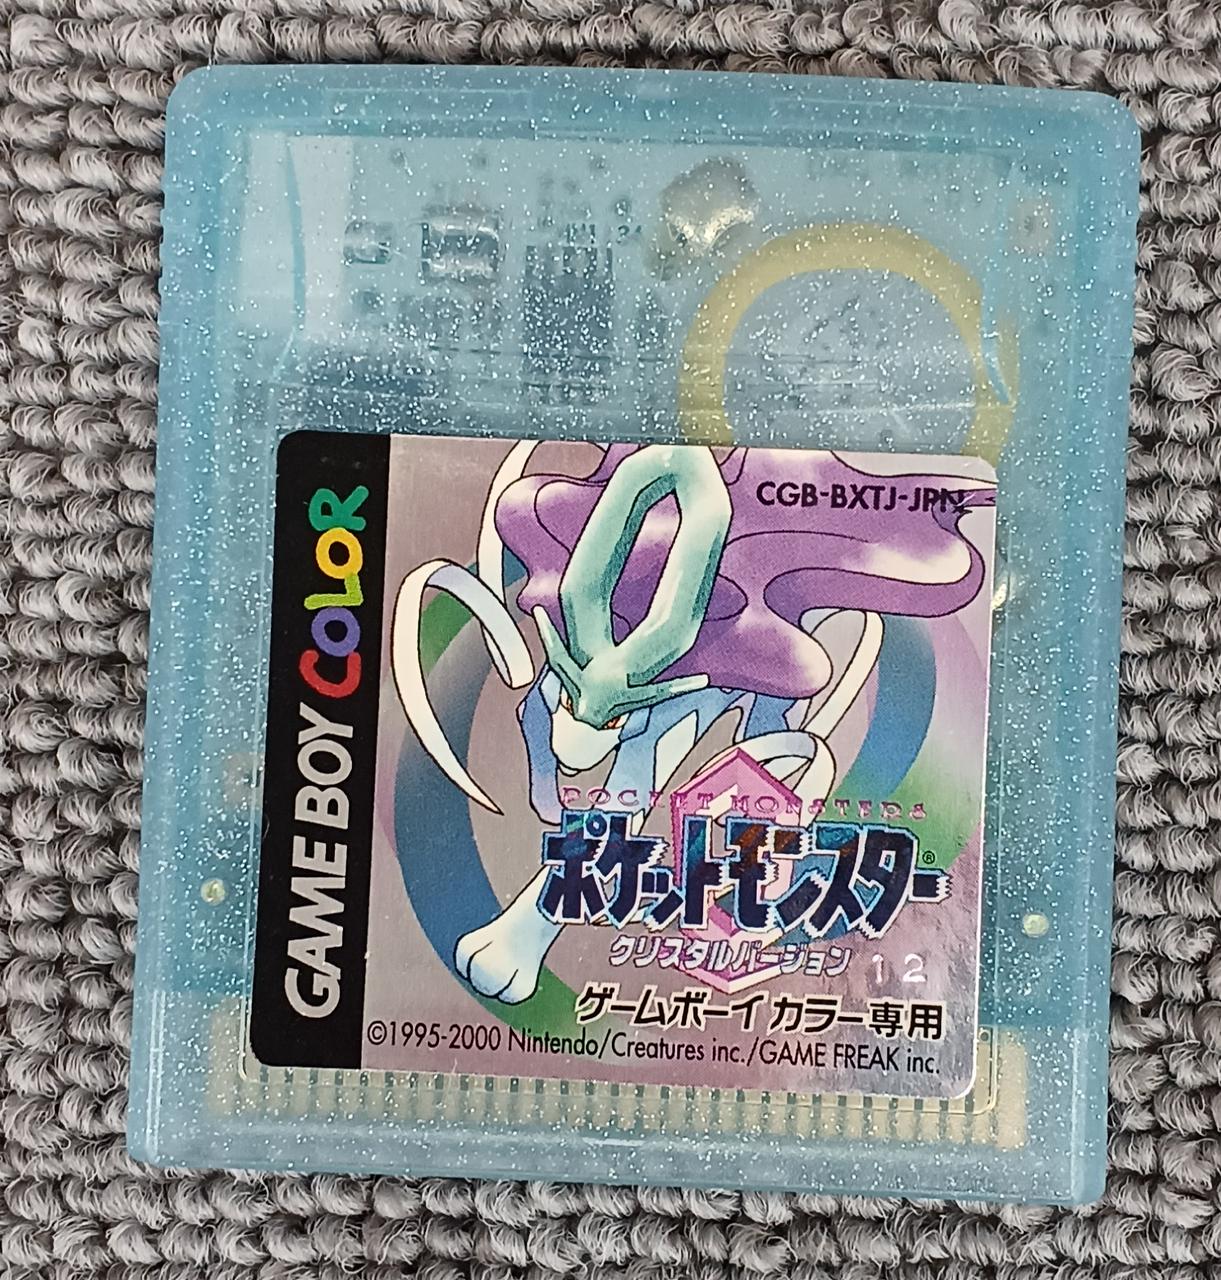 CGB-BXTJ-JPN
GAME BOY COLOR
POCKET MONSTERS
ポケットモンスター®
クリスタルバージョン 12
ゲームボーイカラー専用
©1995-2000 Nintendo/Creatures inc./GAME FREAK inc.